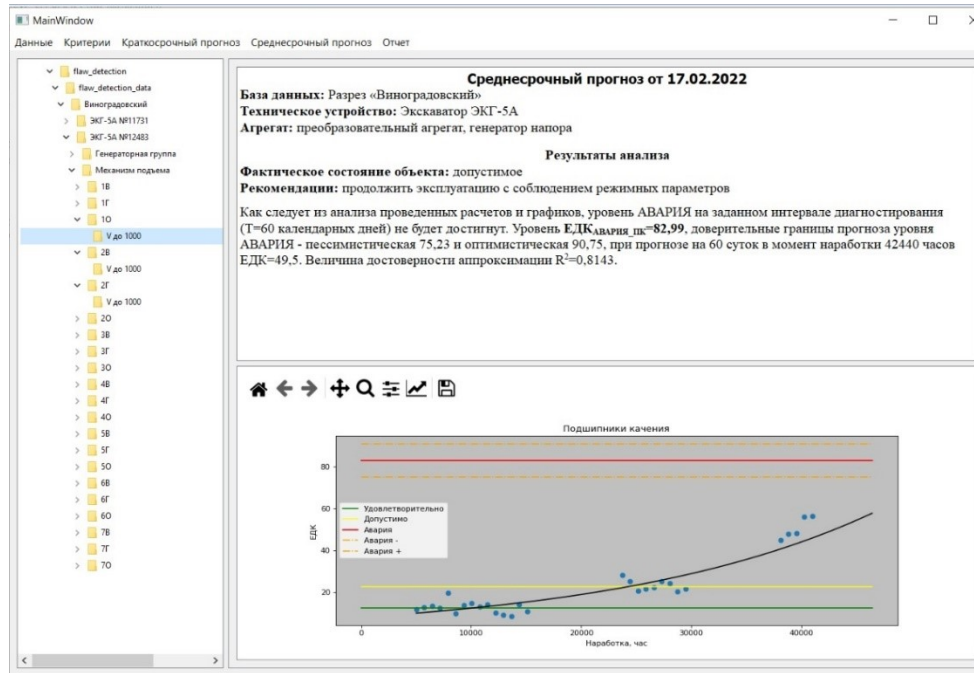 MainWindow
Данные Критерии Краткосрочный прогноз Среднесрочный прогноз Отчет
flaw_detection
flaw_detection_data
Виноградовский
ЭКГ-5А №11731
ЭКГ-5А №12483
Генераторная группа
Механизм подъема
1В
1Г
1О
V до 1000
2В
V до 1000
2Г
V до 1000
2О
3В
3Г
3О
4В
4Г
4О
5В
5Г
5О
6В
6Г
6О
7В
7Г
7О
Среднесрочный прогноз от 17.02.2022
База данных: Разрез «Виноградовский»
Техническое устройство: Экскаватор ЭКГ-5А
Агрегат: преобразовательный агрегат, генератор напора
Результаты анализа
Фактическое состояние объекта: допустимое
Рекомендации: продолжить эксплуатацию с соблюдением режимных параметров
Как следует из анализа проведенных расчетов и графиков, уровень АВАРИЯ на заданном интервале диагностирования
(Т=60 календарных дней) не будет достигнут. Уровень ЕДКАВАРИЯ_ПК=82,99, доверительные границы прогноза уровня
АВАРИЯ - пессимистическая 75,23 и оптимистическая 90,75, при прогнозе на 60 суток в момент наработки 42440 часов
ЕДК=49,5. Величина достоверности аппроксимации R²=0,8143.
Подшипники качения
ЕДК
80
60
40
20
Удовлетворительно
Допустимо
Авария
Авария -
Авария +
0 10000 20000 30000 40000
Наработка, час